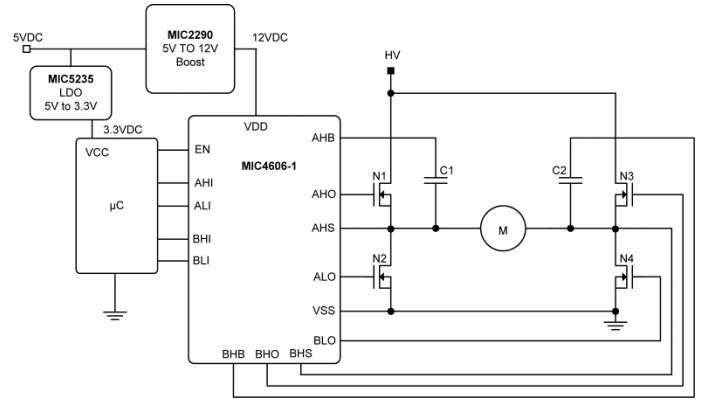 5VDC
MIC2290
5V TO 12V
Boost
12VDC
HV
MIC5235
LDO
5V to 3.3V
3.3VDC
VCC
µC
EN
AHI
ALI
BHI
BLI
VDD
MIC4606-1
AHB
AHO
AHS
ALO
VSS
BLO
BHB BHO BHS
N1
C1
C2
N3
M
N2
N4